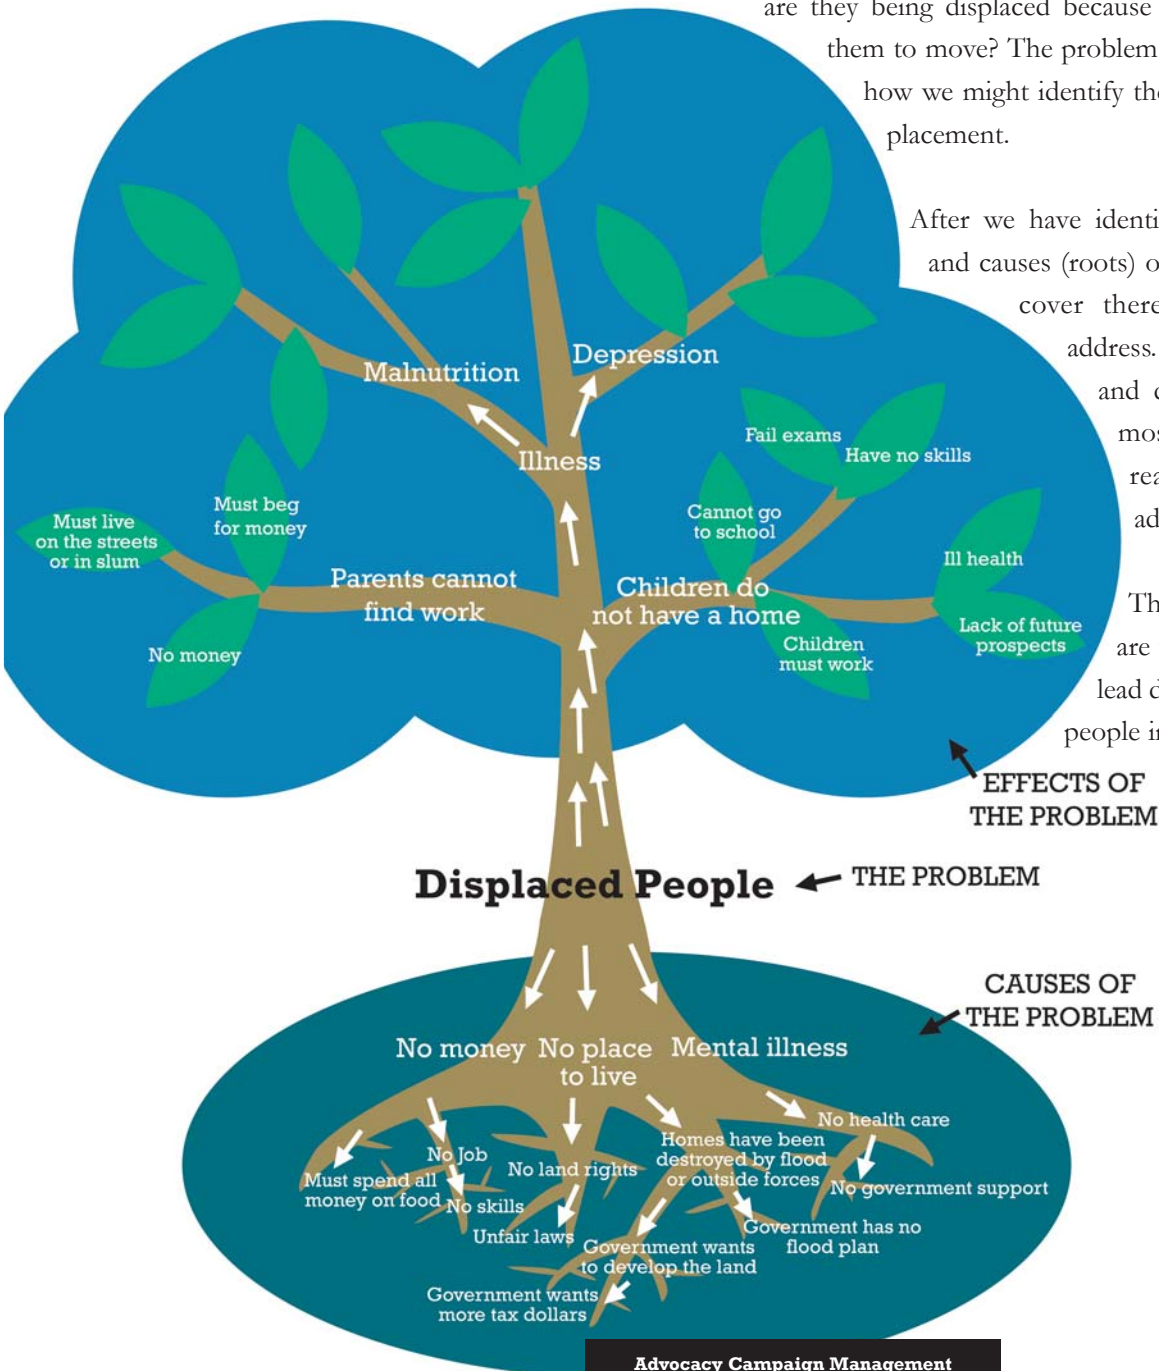 are they being displaced because
them to move? The problem
how we might identify the
placement.
After we have identi
and causes (roots) o
cover there
address.
and
mos
rea
ad
Th
are
lead d
people i
Depression
Malnutrition
Illness
Fail exams
Have no skills
Must beg
for money
Cannot go
to school
Must live
on the streets
or in slum
Ill health
Parents cannot
find work
Children do
not have a home
No money
Children
must work
Lack of future
prospects
EFFECTS OF
THE PROBLEM
Displaced People
THE PROBLEM
CAUSES OF
THE PROBLEM
No money
No place
to live
Mental illness
No health care
No Job
Homes have been
destroyed by flood
or outside forces
No land rights
Must spend all
money on food
No government support
No skills
Unfair laws
Government has no
flood plan
Government wants
to develop the land
Government wants
more tax dollars
Advocacy Campaign Management